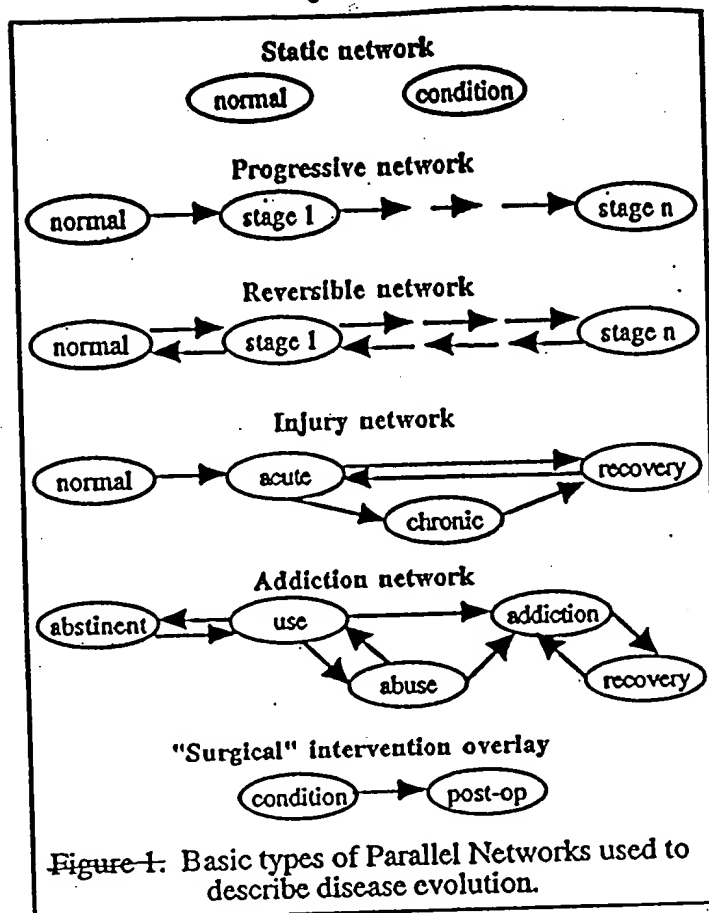 Static network
normal condition
Progressive network
normal stage 1 stage n
Reversible network
normal stage 1 stage n
Injury network
normal acute recovery
chronic
Addiction network
abstinent use addiction
abuse recovery
"Surgical" intervention overlay
condition post-op
Figure 1. Basic types of Parallel Networks used to
describe disease evolution.